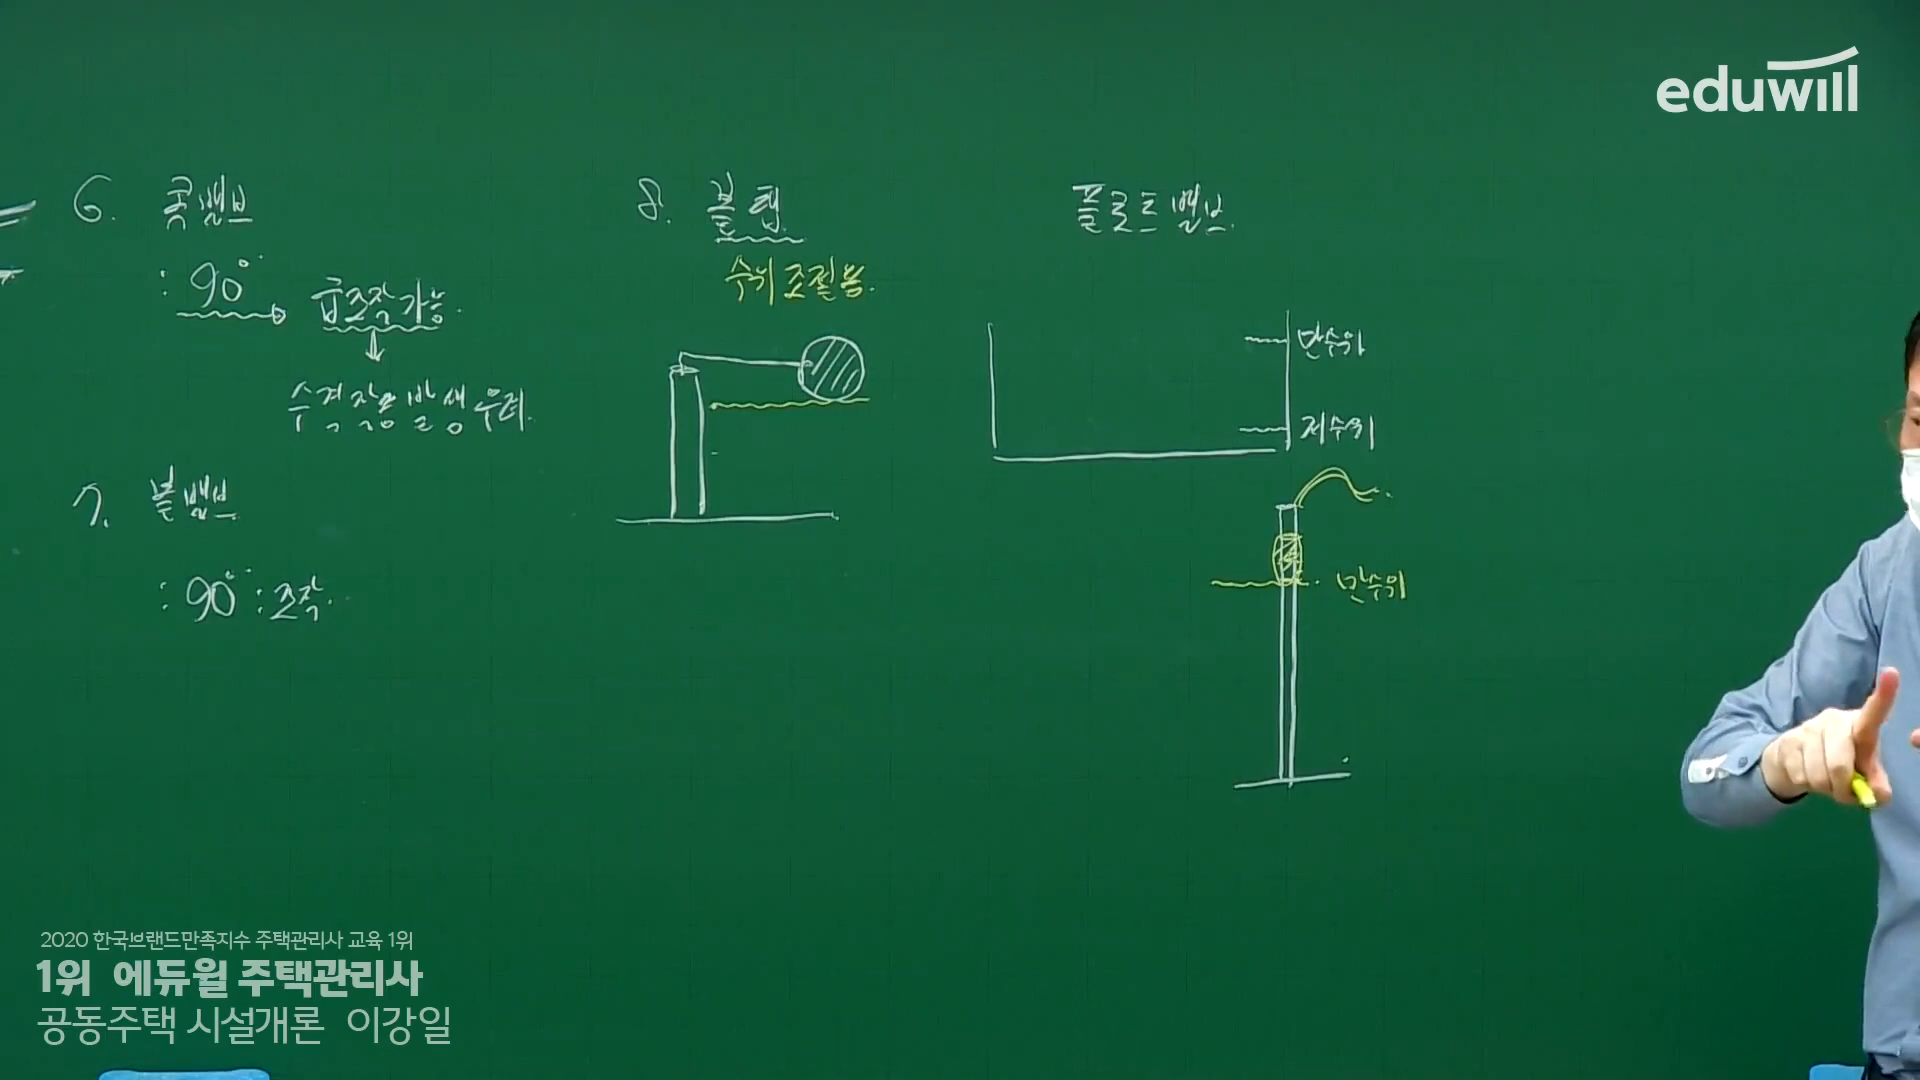 eduwill
6. 콕밸브
: 90°
급조작 가능.
수격작용 발생 우려.
7. 볼밸브
: 90° : 조작.
8. 볼탭
수위조절용.
플로트밸브.
만수위
저수위
만수위
2020 한국브랜드만족지수 주택관리사 교육 1위
1위 에듀윌 주택관리사
공동주택 시설개론 이강일